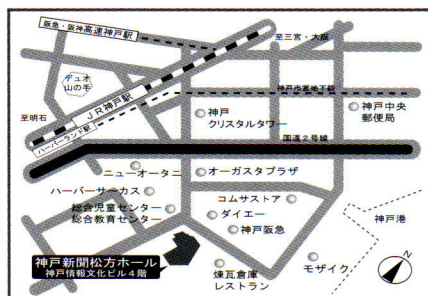 阪急・阪神高速神戸駅
至三宮・大阪
デュオ
山の手
JR神戸駅
神戸市営地下鉄
至明石
ハーバーランド駅
神戸
クリスタルタワー
神戸中央
郵便局
国道2号線
ニューオータニ
オーガスタプラザ
ハーバーサーカス
コムサストア
総合児童センター
総合教育センター
ダイエー
神戸阪急
神戸港
神戸新聞松方ホール
神戸情報文化ビル4階
煉瓦倉庫
レストラン
モザイク
N